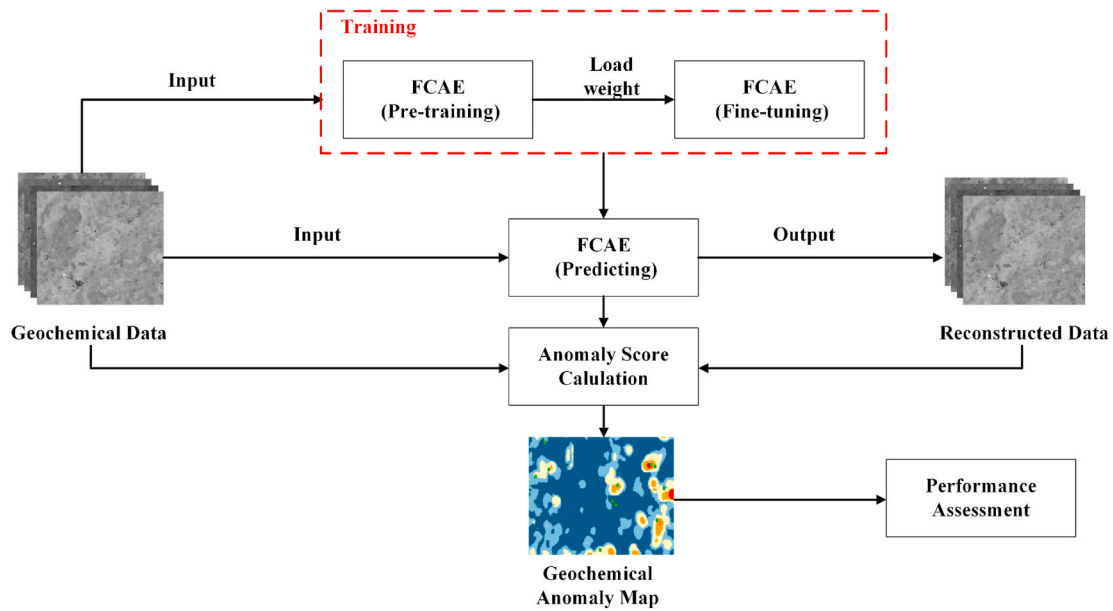 Training
Input
FCAE
(Pre-training)
Load
weight
FCAE
(Fine-tuning)
Input
FCAE
(Predicting)
Output
Geochemical Data
Reconstructed Data
Anomaly Score
Calulation
Geochemical
Anomaly Map
Performance
Assessment